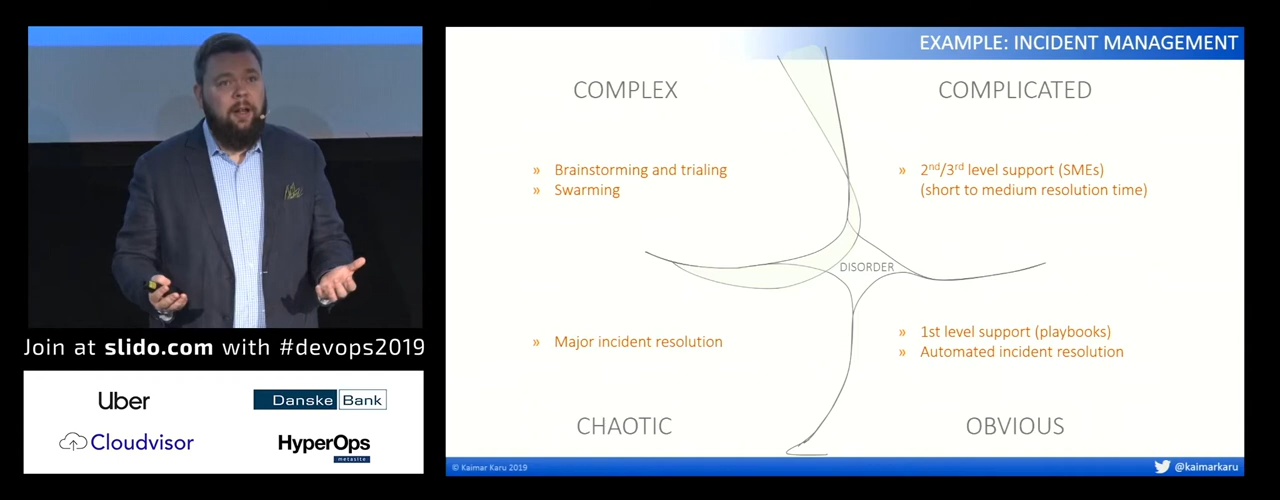 Join at slido.com with #devops2019
Uber
Danske Bank
Cloudvisor
HyperOps
metasite
EXAMPLE: INCIDENT MANAGEMENT
COMPLEX
COMPLICATED
» Brainstorming and trialing
» Swarming
» 2nd/3rd level support (SMEs)
(short to medium resolution time)
DISORDER
» Major incident resolution
» 1st level support (playbooks)
» Automated incident resolution
CHAOTIC
OBVIOUS
© Kaimar Karu 2019
@kaimarkaru